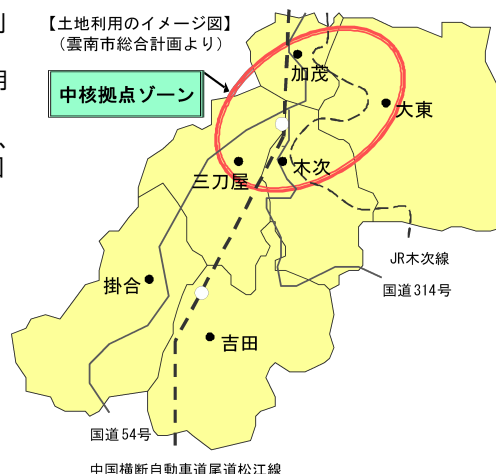 別
用
、
【土地利用のイメージ図】
（雲南市総合計画より）
中核拠点ゾーン
加茂
大東
三刀屋
木次
JR木次線
国道314号
掛合
吉田
国道54号
中国横断自動車道尾道松江線